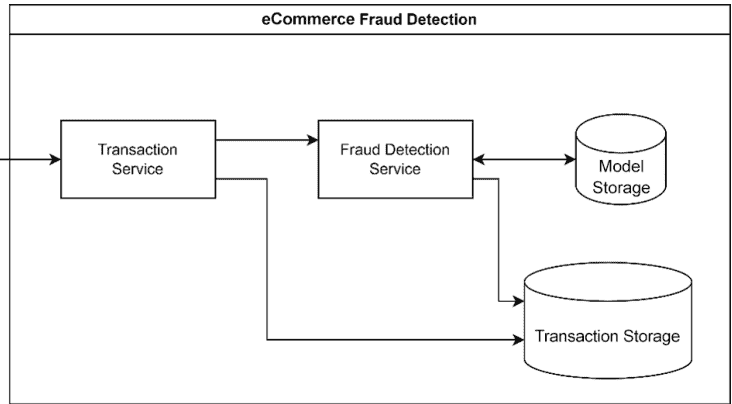 eCommerce Fraud Detection
Transaction
Service
Fraud Detection
Service
Model
Storage
Transaction Storage